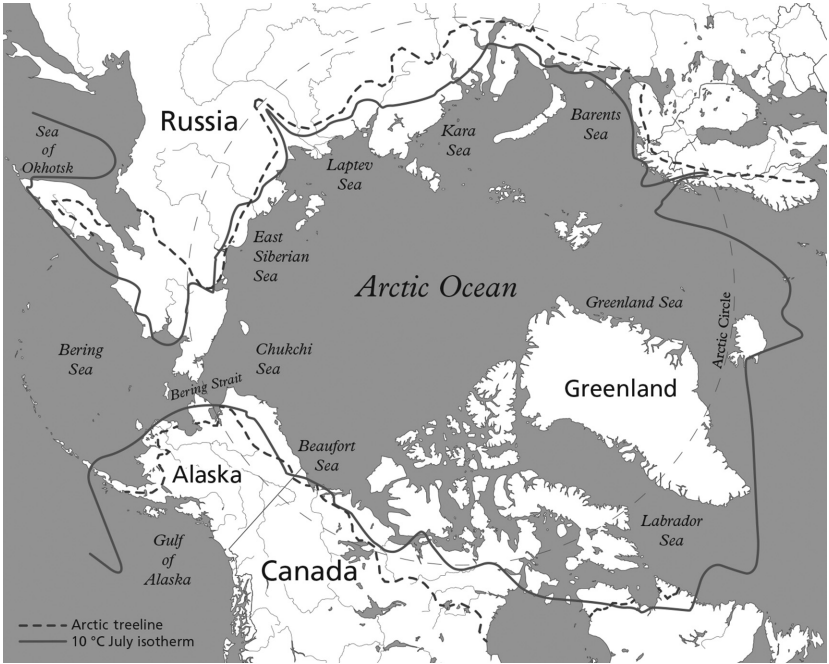 Russia
Sea
of
Okhotsk
Laptev
Sea
Kara
Sea
Barents
Sea
East
Siberian
Sea
Arctic Ocean
Greenland Sea
Arctic Circle
Bering
Sea
Chukchi
Sea
Bering Strait
Greenland
Beaufort
Sea
Alaska
Labrador
Sea
Gulf
of
Alaska
Canada
Arctic treeline
10 °C July isotherm